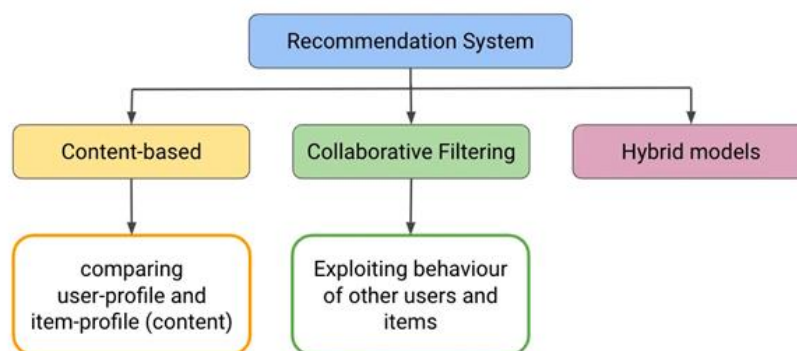 Recommendation System
Content-based
Collaborative Filtering
Hybrid models
comparing
user-profile and
item-profile (content)
Exploiting behaviour
of other users and
items